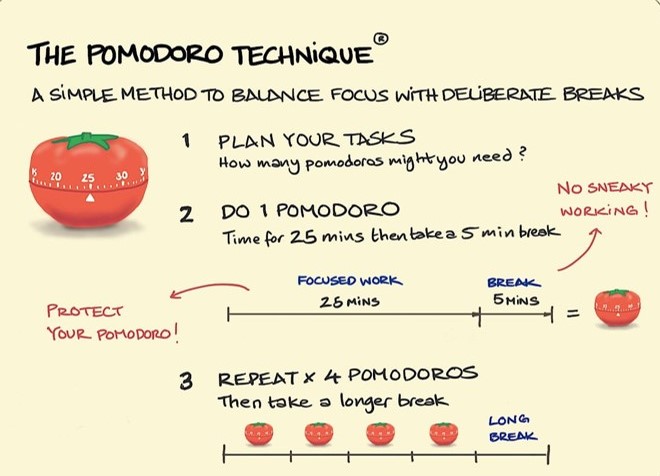 THE POMODORO TECHNIQUE®
A SIMPLE METHOD TO BALANCE FOCUS WITH DELIBERATE BREAKS
20 25 30
1 PLAN YOUR TASKS
How many pomodoros might you need?
2 DO 1 POMODORO
Time for 25 mins then take a 5 min break
NO SNEAKY
WORKING!
FOCUSED WORK
25 MINS
BREAK
5 MINS
=
PROTECT
YOUR POMODORO!
3 REPEAT x 4 POMODOROS
Then take a longer break
LONG
BREAK